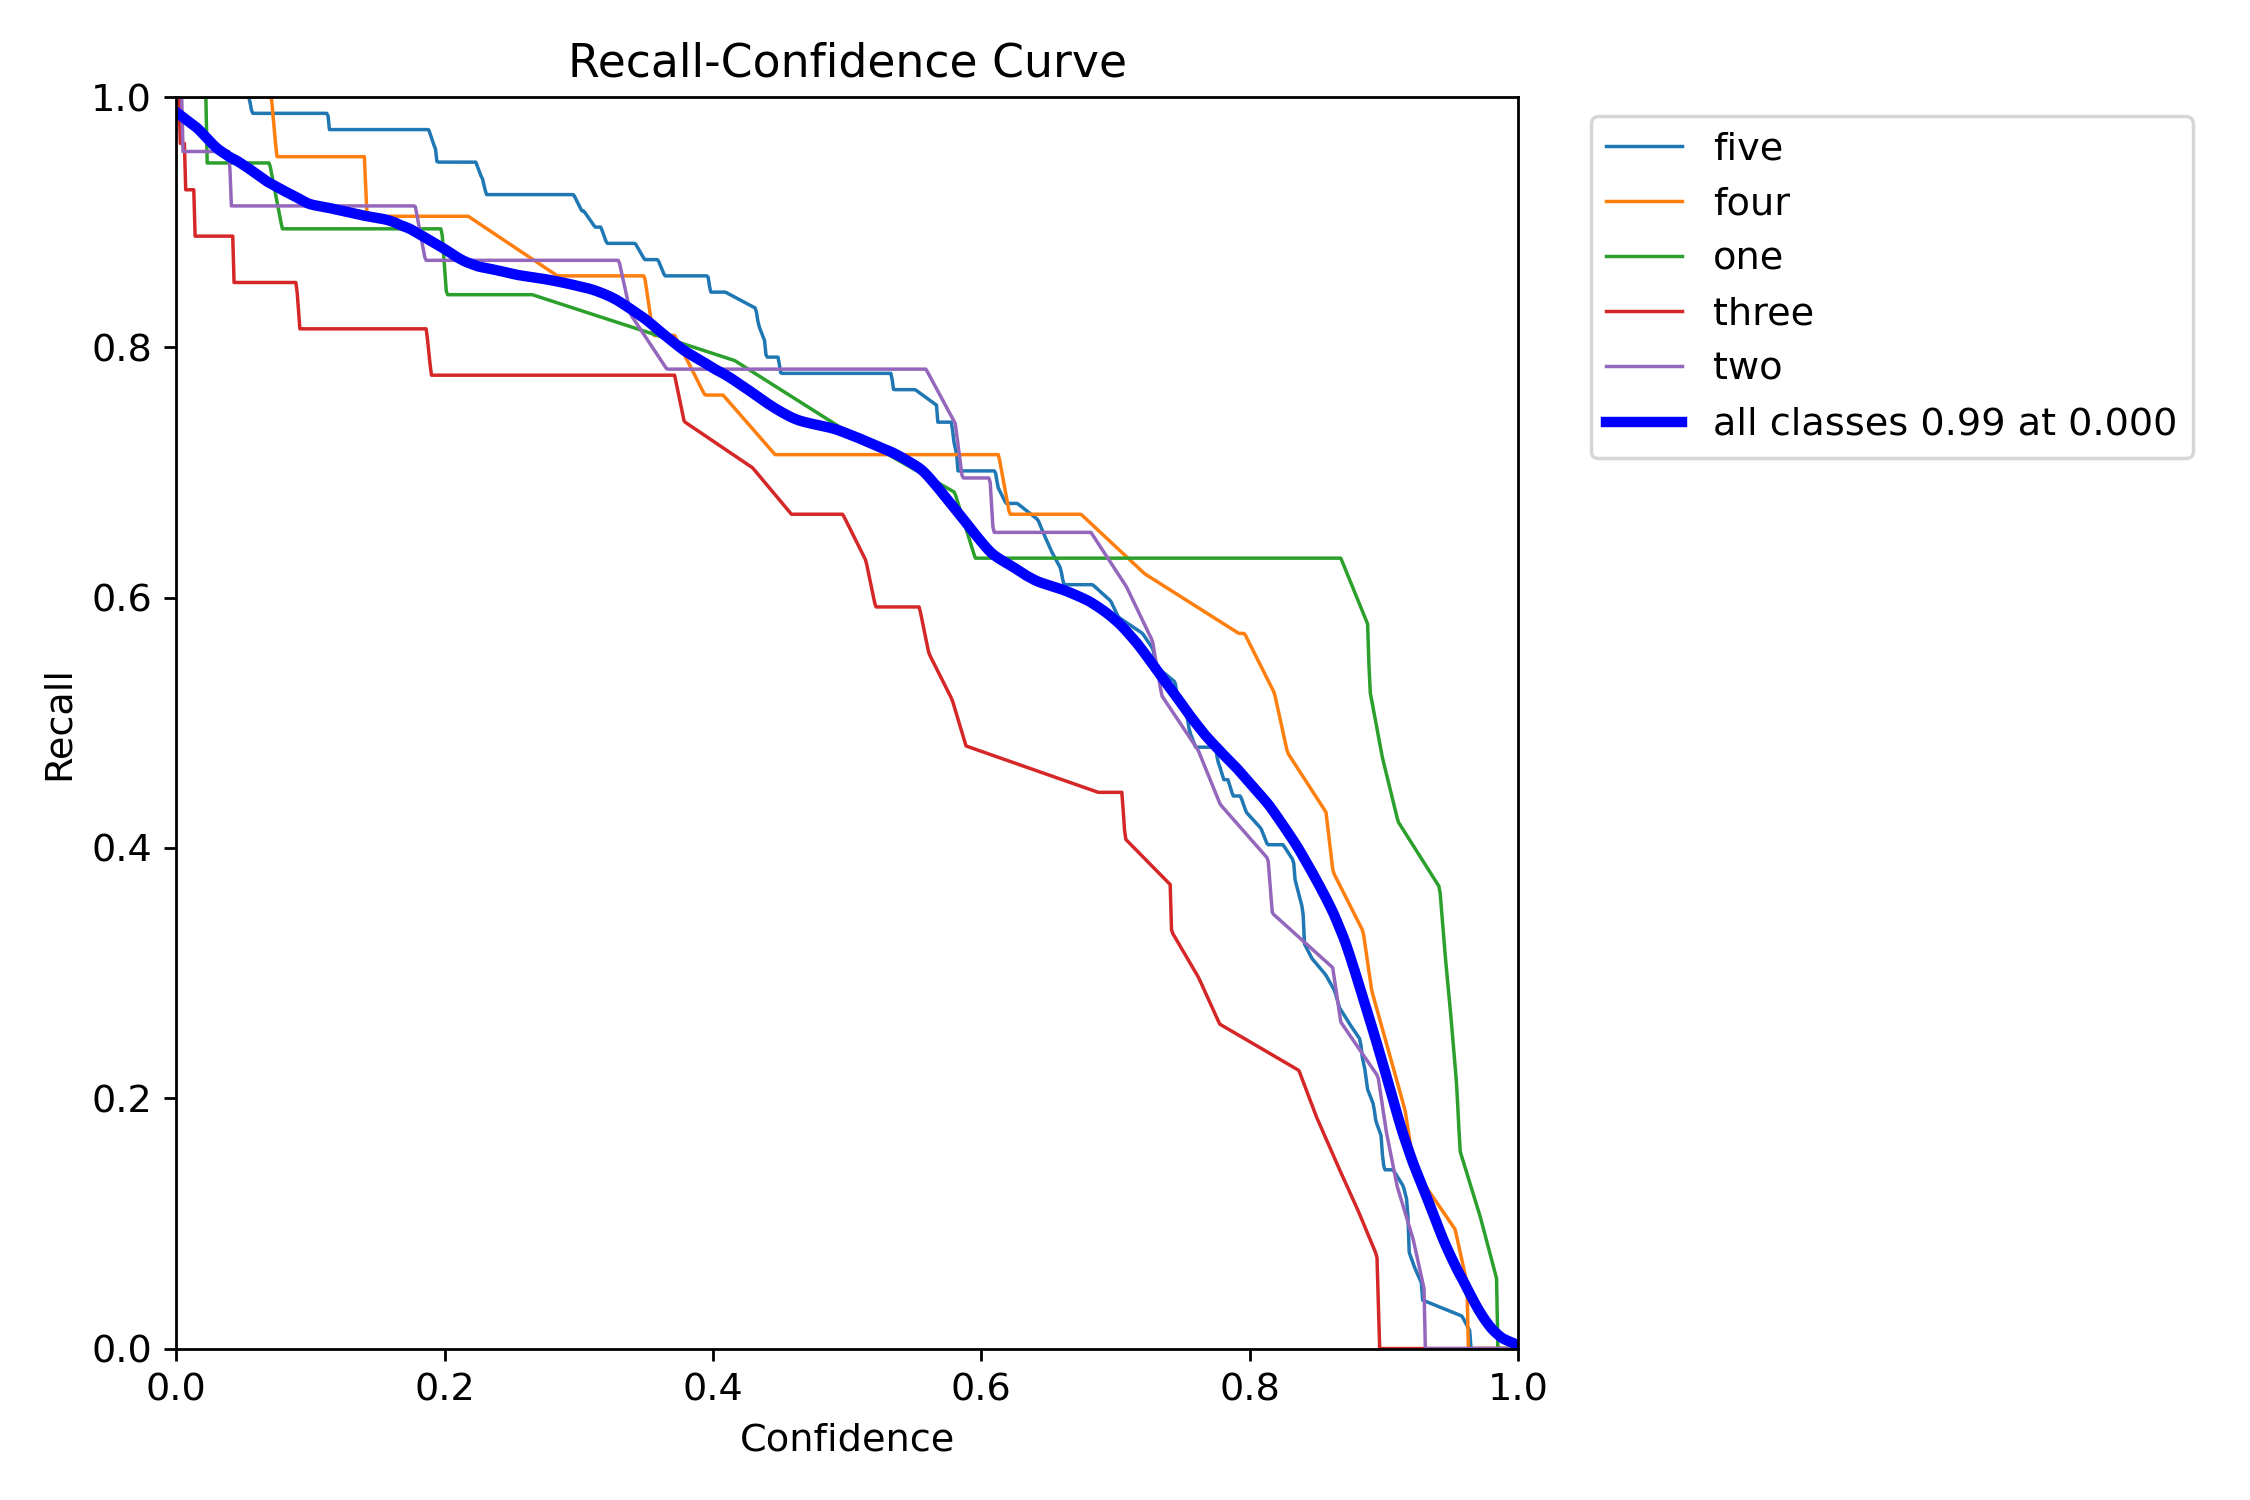 Recall-Confidence Curve
1.0
0.8
0.6
0.4
0.2
0.0
Recall
0.0 0.2 0.4 0.6 0.8 1.0
Confidence
five
four
one
three
two
all classes 0.99 at 0.000